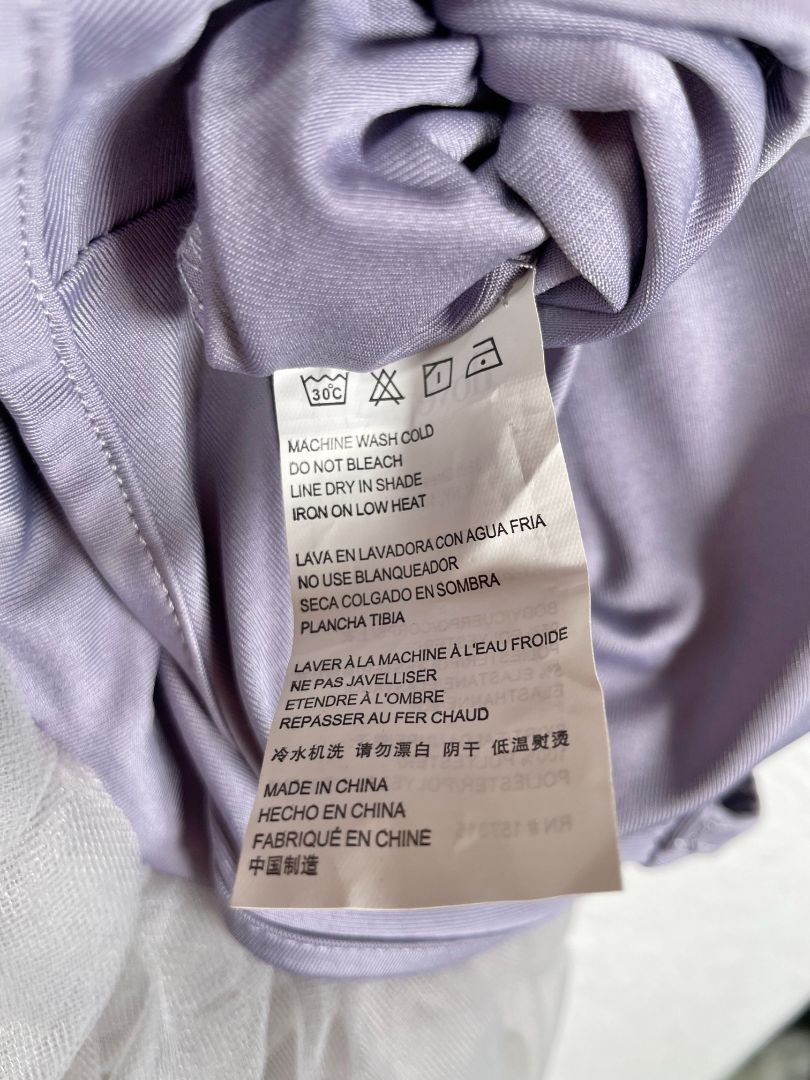 30°C
MACHINE WASH COLD
DO NOT BLEACH
LINE DRY IN SHADE
IRON ON LOW HEAT
LAVA EN LAVADORA CON AGUA FRIA
NO USE BLANQUEADOR
SECA COLGADO EN SOMBRA
PLANCHA TIBIA
LAVER À LA MACHINE À L'EAU FROIDE
NE PAS JAVELLISER
ETENDRE À L'OMBRE
REPASSER AU FER CHAUD
冷水机洗 请勿漂白 阴干 低温熨烫
MADE IN CHINA
HECHO EN CHINA
FABRIQUÉ EN CHINE
中国制造